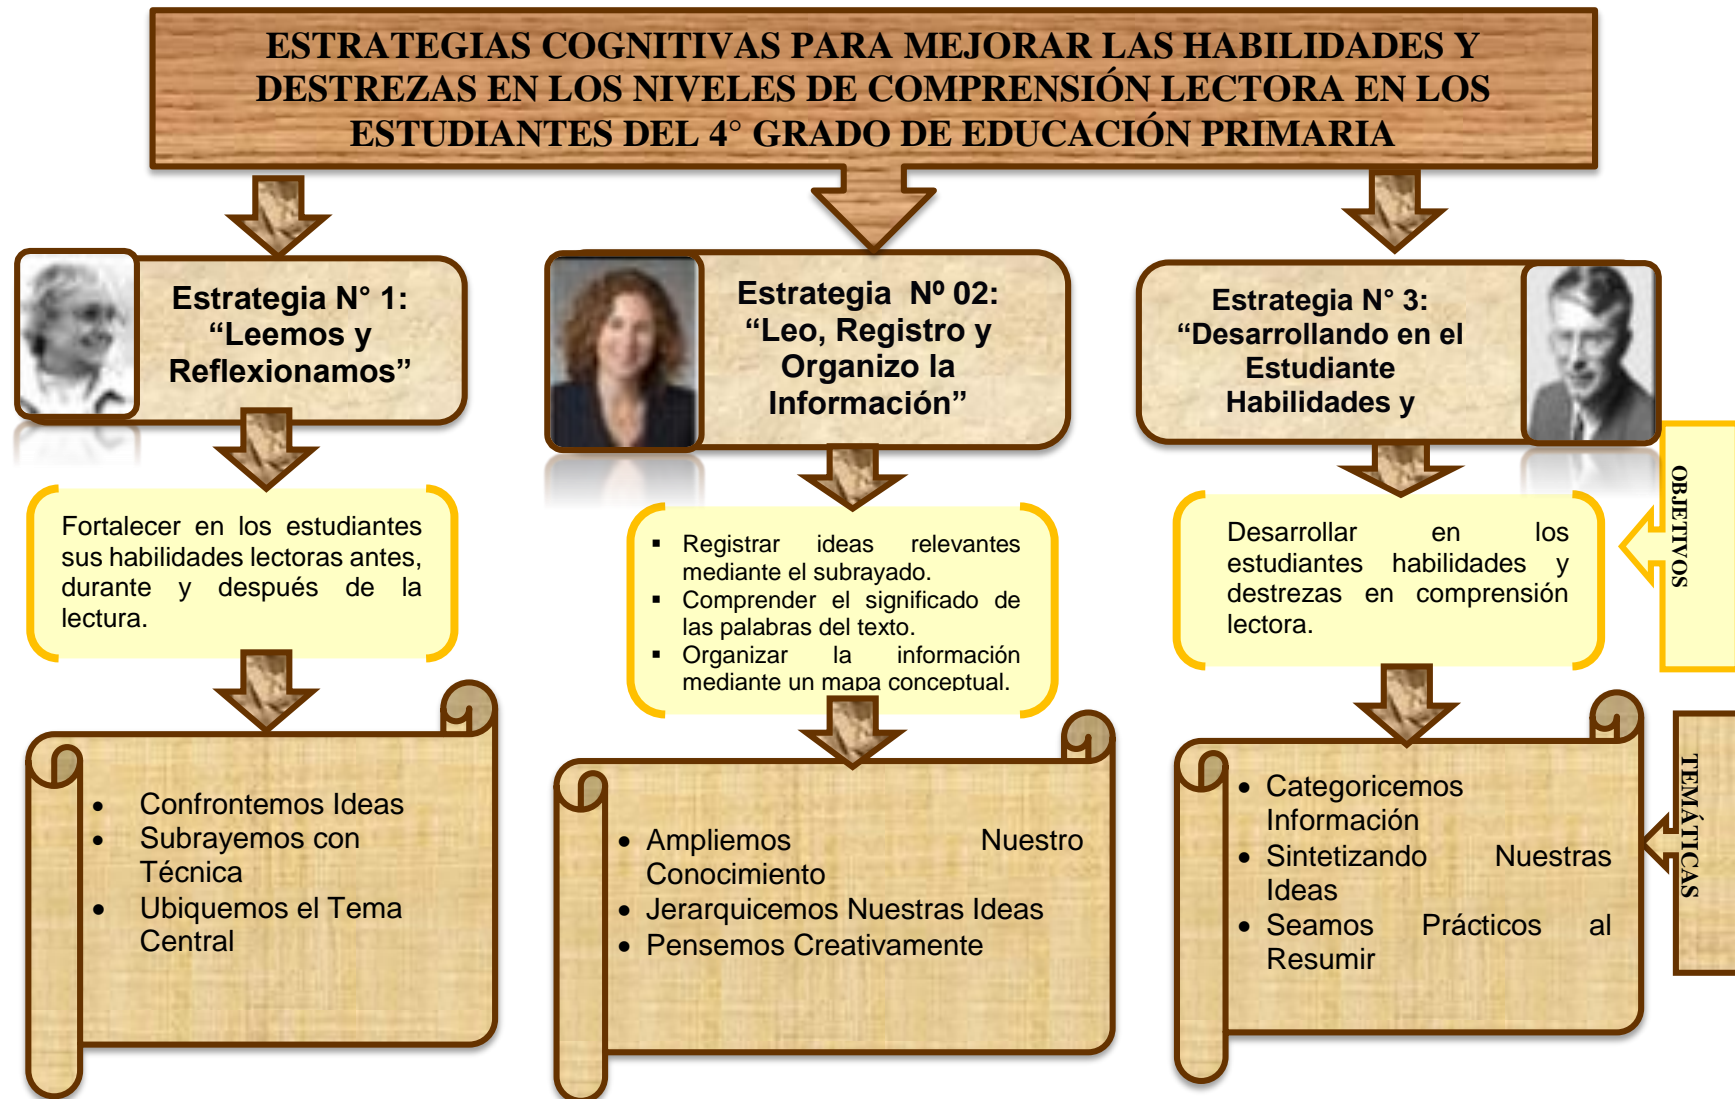 ESTRATEGIAS COGNITIVAS PARA MEJORAR LAS HABILIDADES Y
DESTREZAS EN LOS NIVELES DE COMPRENSIÓN LECTORA EN LOS
ESTUDIANTES DEL 4° GRADO DE EDUCACIÓN PRIMARIA
Estrategia N° 1:
“Leemos y
Reflexionamos”
Estrategia Nº 02:
“Leo, Registro y
Organizo la
Información”
Estrategia N° 3:
“Desarrollando en el
Estudiante
Habilidades y
Fortalecer en los estudiantes
sus habilidades lectoras antes,
durante y después de la
lectura.
▪ Registrar ideas relevantes
mediante el subrayado.
▪ Comprender el significado de
las palabras del texto.
▪ Organizar la información
mediante un mapa conceptual.
Desarrollar en los
estudiantes habilidades y
destrezas en comprensión
lectora.
OBJETIVOS
• Confrontemos Ideas
• Subrayemos con
Técnica
• Ubiquemos el Tema
Central
• Ampliemos Nuestro
Conocimiento
• Jerarquicemos Nuestras Ideas
• Pensemos Creativamente
• Categoricemos
Información
• Sintetizando Nuestras
Ideas
• Seamos Prácticos al
Resumir
TEMÁTICAS